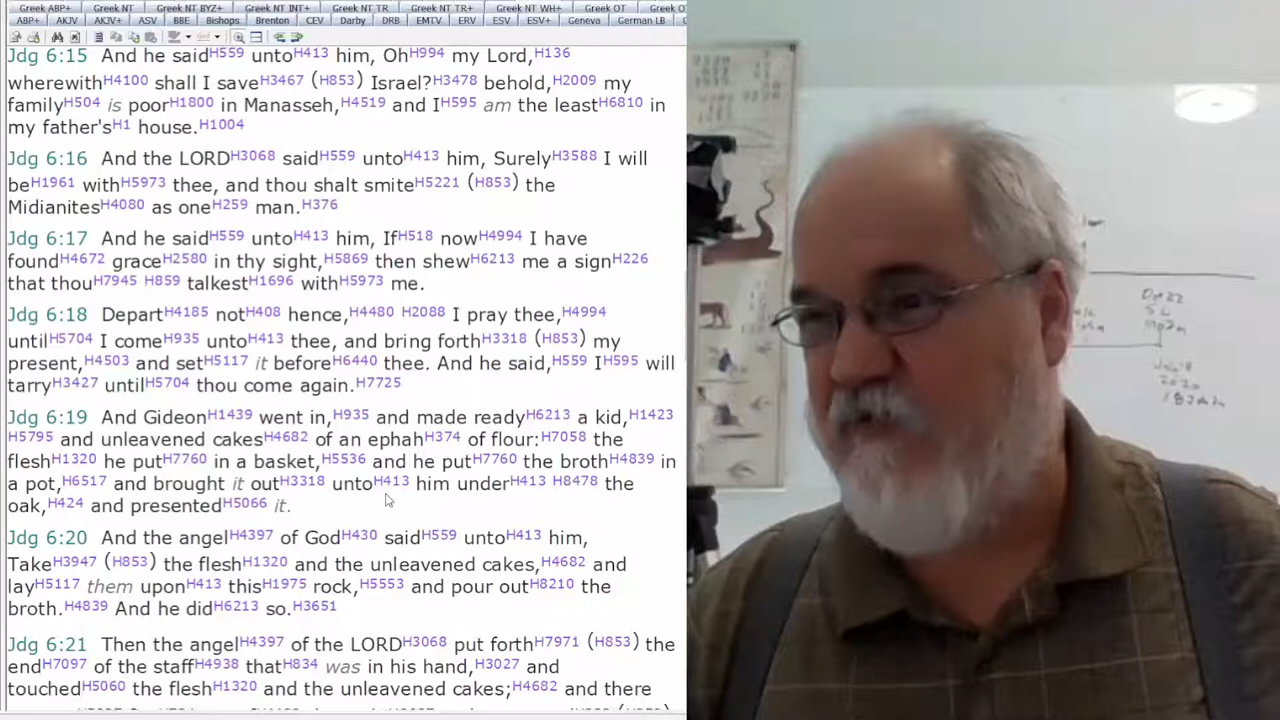 Greek ABP+ Greek NT Greek NT BYZ+ Greek NT INT+ Greek NT TR Greek NT TR+ Greek NT WH+ Greek OT
ABP+ AKJV AKJV+ ASV BBE Bishops Brenton CEV Darby DRB EMTV ERV ESV ESV+ Geneva German LB
Jdg 6:15 And he saidH559 untoH413 him, OhH994 my Lord,H136
wherewithH4100 shall I saveH3467 (H853) Israel?H3478 behold,H2009 my
familyH504 is poorH1800 in Manasseh,H4519 and IH595 am the leastH6810 in
my father'sH1 house.H1004
Jdg 6:16 And the LORDH3068 saidH559 untoH413 him, SurelyH3588 I will
beH1961 withH5973 thee, and thou shalt smiteH5221 (H853) the
MidianitesH4080 as oneH259 man.H376
Jdg 6:17 And he saidH559 untoH413 him, IfH518 nowH4994 I have
foundH4672 graceH2580 in thy sight,H5869 then shewH6213 me a signH226
that thouH7945 H859 talkestH1696 withH5973 me.
Jdg 6:18 DepartH4185 notH408 hence,H4480 H2088 I pray thee,H4994
untilH5704 I comeH935 untoH413 thee, and bring forthH3318 (H853) my
present,H4503 and setH5117 it beforeH6440 thee. And he said,H559 IH595 will
tarryH3427 untilH5704 thou come again.H7725
Jdg 6:19 And GideonH1439 went in,H935 and made readyH6213 a kid,H1423
H5795 and unleavened cakesH4682 of an ephahH374 of flour:H7058 the
fleshH1320 he putH7760 in a basket,H5536 and he putH7760 the brothH4839 in
a pot,H6517 and brought it outH3318 untoH413 him underH413 H8478 the
oak,H424 and presentedH5066 it.
Jdg 6:20 And the angelH4397 of GodH430 saidH559 untoH413 him,
TakeH3947 (H853) the fleshH1320 and the unleavened cakes,H4682 and
layH5117 them uponH413 thisH1975 rock,H5553 and pour outH8210 the
broth.H4839 And he didH6213 so.H3651
Jdg 6:21 Then the angelH4397 of the LORDH3068 put forthH7971 (H853) the
endH7097 of the staffH4938 thatH834 was in his hand,H3027 and
touchedH5060 the fleshH1320 and the unleavened cakes;H4682 and there
2020